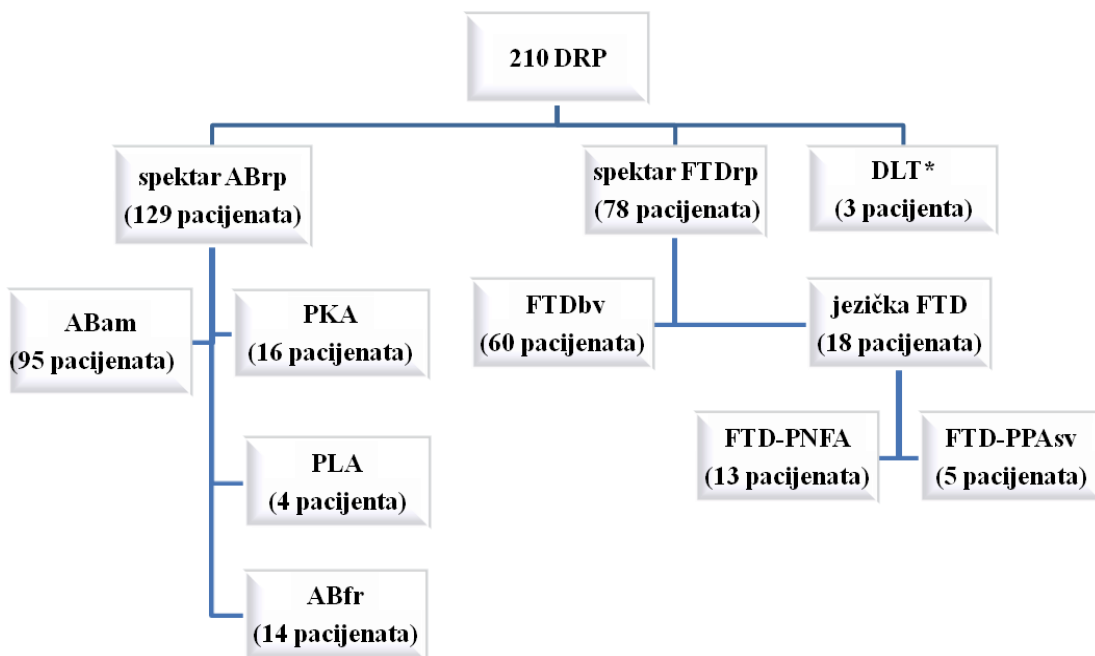 210 DRP
spektar ABrp
(129 pacijenata)
spektar FTDrp
(78 pacijenata)
DLT*
(3 pacijenta)
ABam
(95 pacijenata)
PKA
(16 pacijenata)
FTDbv
(60 pacijenata)
jezička FTD
(18 pacijenata)
PLA
(4 pacijenta)
FTD-PNFA
(13 pacijenata)
FTD-PPAsv
(5 pacijenata)
ABfr
(14 pacijenata)